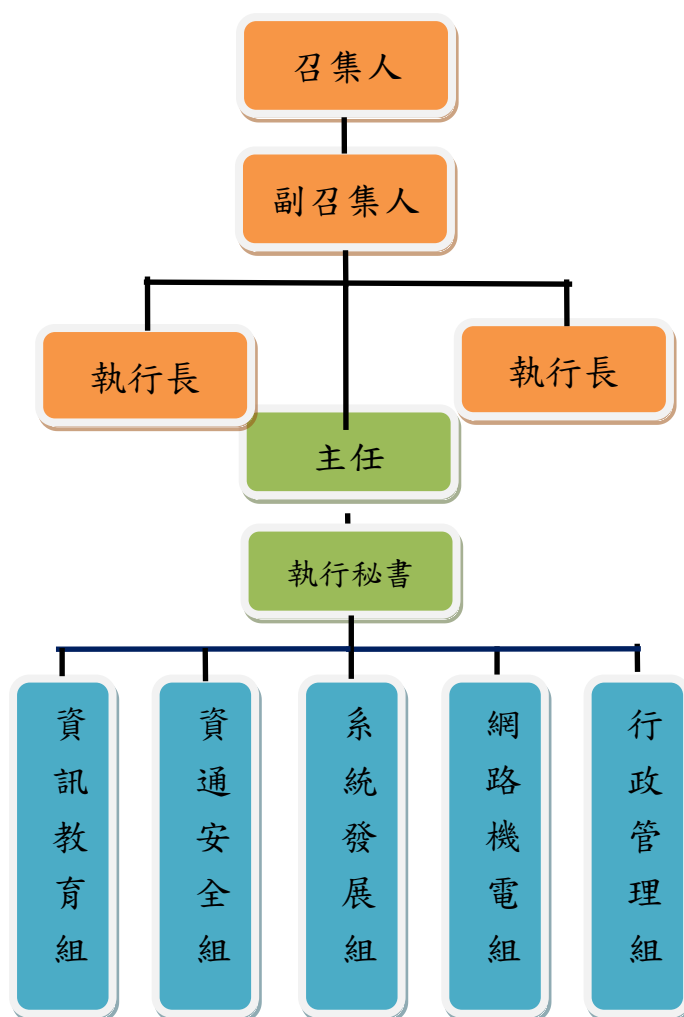 召集人
副召集人
執行長
執行長
主任
執行秘書
資訊教育組
資通安全組
系統發展組
網路機電組
行政管理組